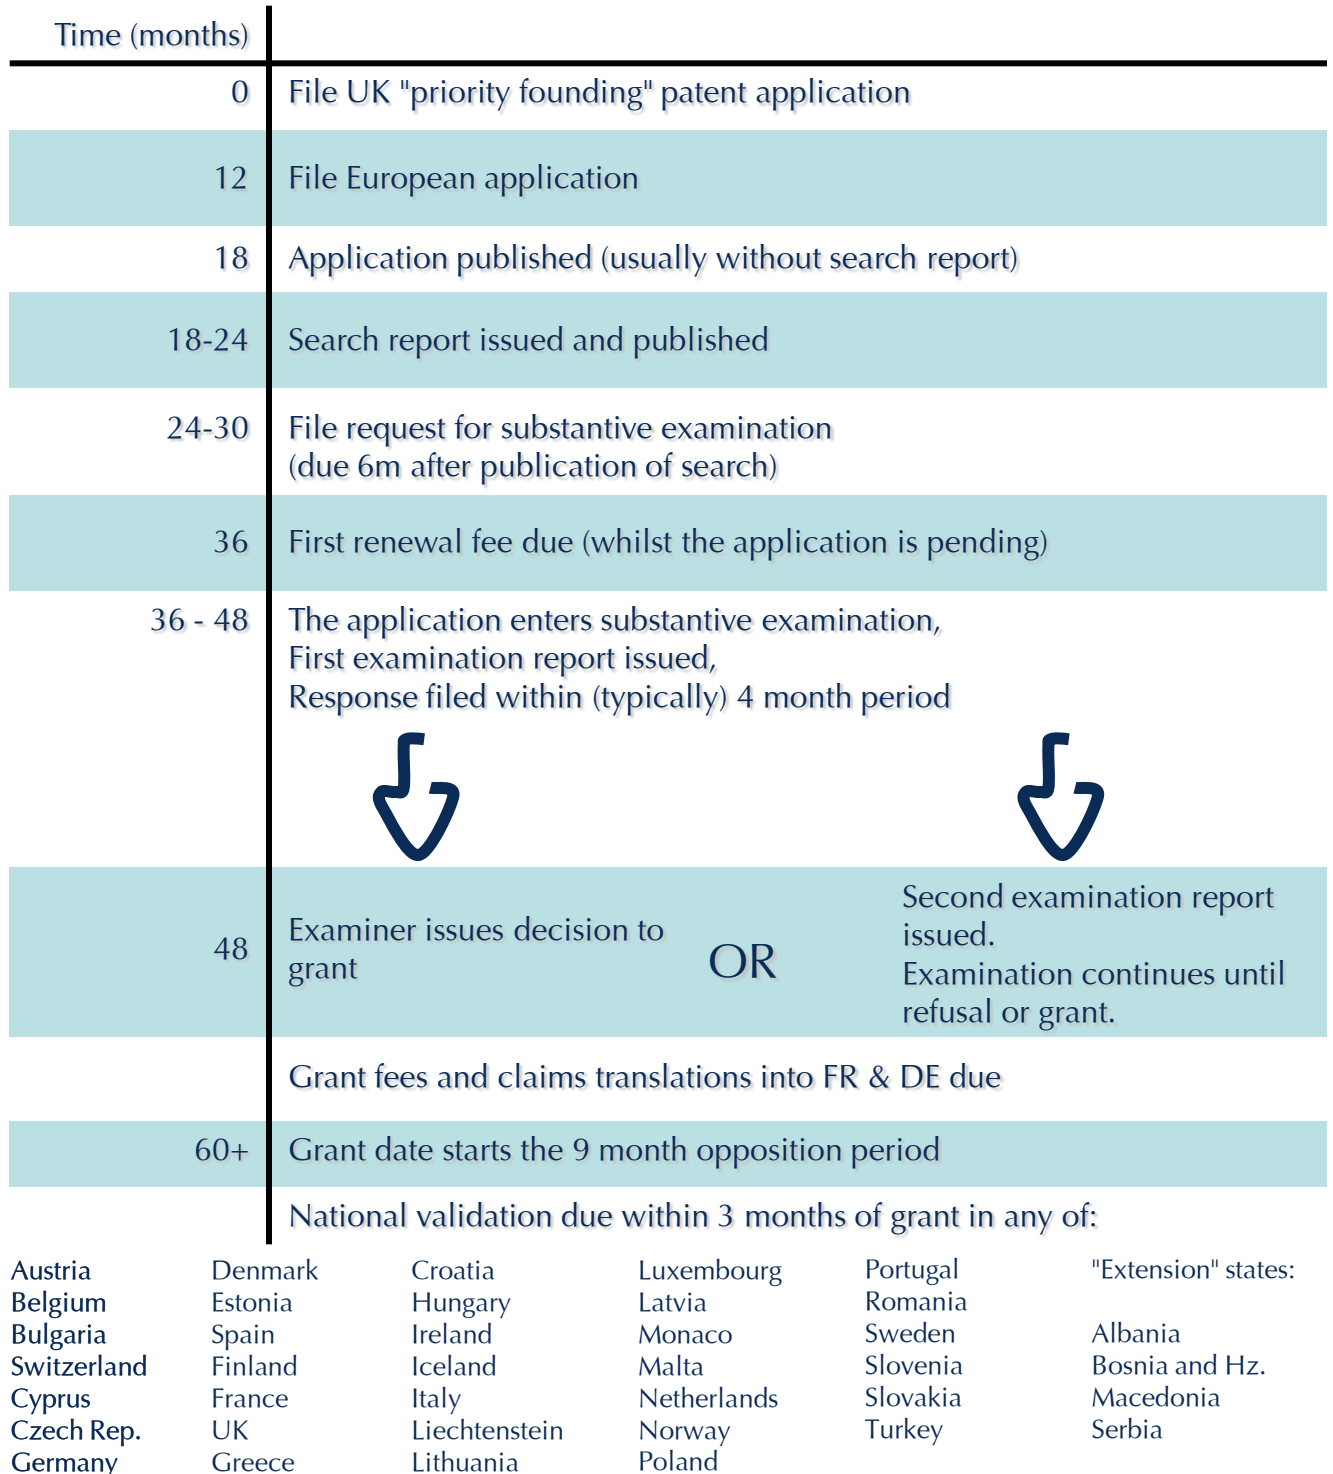 Time (months)
0 File UK "priority founding" patent application
12 File European application
18 Application published (usually without search report)
18-24 Search report issued and published
24-30 File request for substantive examination
(due 6m after publication of search)
36 First renewal fee due (whilst the application is pending)
36 - 48 The application enters substantive examination,
First examination report issued,
Response filed within (typically) 4 month period
48
Examiner issues decision to
grant
OR
Second examination report
issued.
Examination continues until
refusal or grant.
Grant fees and claims translations into FR & DE due
60+ Grant date starts the 9 month opposition period
National validation due within 3 months of grant in any of:
Austria
Belgium
Bulgaria
Switzerland
Cyprus
Czech Rep.
Germany
Denmark
Estonia
Spain
Finland
France
UK
Greece
Croatia
Hungary
Ireland
Iceland
Italy
Liechtenstein
Lithuania
Luxembourg
Latvia
Monaco
Malta
Netherlands
Norway
Poland
Portugal
Romania
Sweden
Slovenia
Slovakia
Turkey
"Extension" states:
Albania
Bosnia and Hz.
Macedonia
Serbia